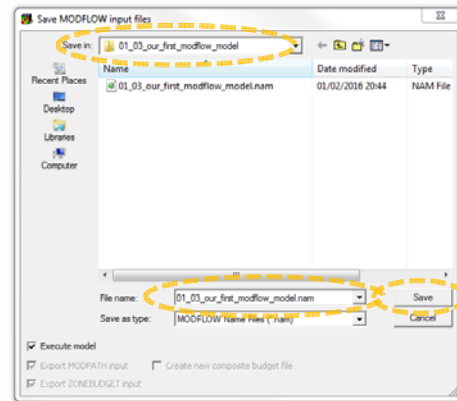 Save MODFLOW input files
Save in: 01_03_our_first_modflow_model
Name Date modified Type
Recent Places
01_03_our_first_modflow_model.nam 01/02/2016 20:44 NAM File
Desktop
Libraries
Computer
File name: 01_03_our_first_modflow_model.nam Save
Save as type: MODFLOW Name Files (*.nam) Cancel
Execute model
Export MODPATH input Create new composite budget file
Export ZONEBUDGET input